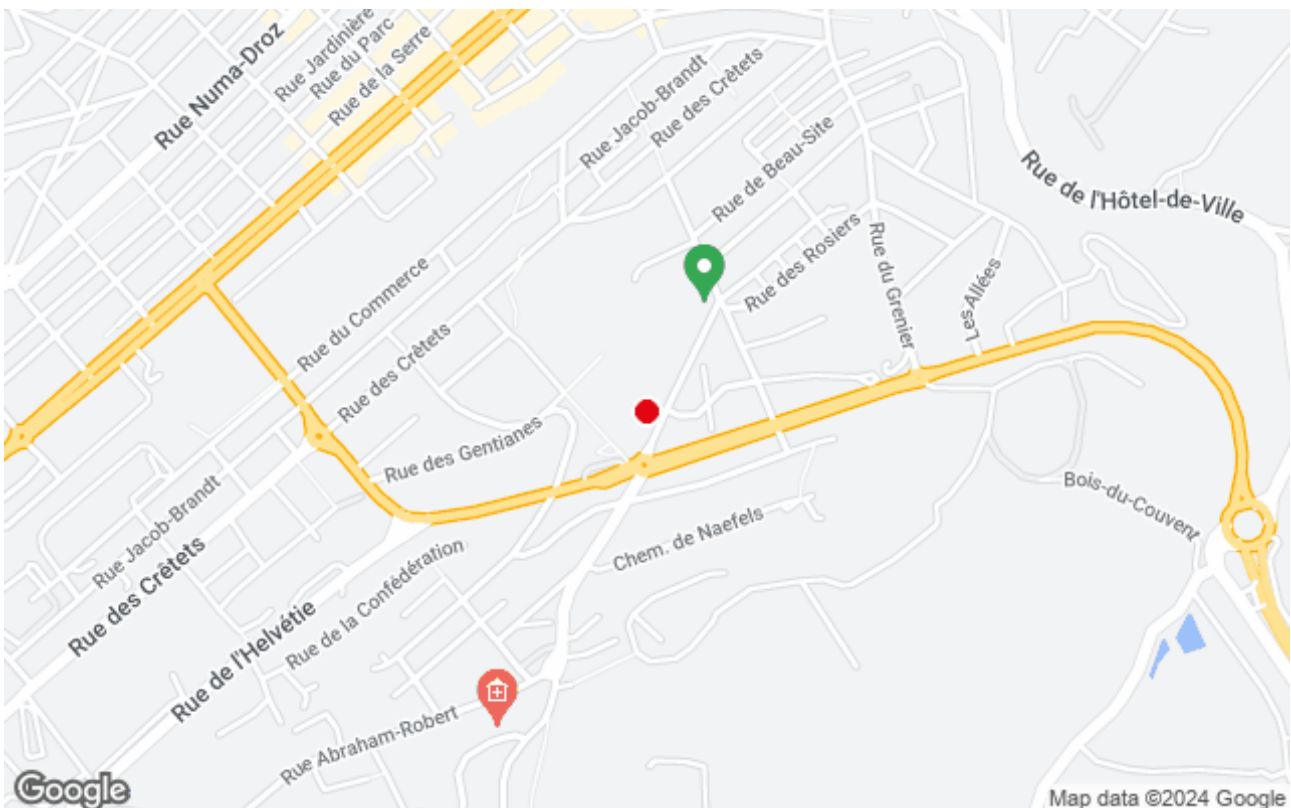 Rue Numa-Droz
Rue Jardinière
Rue du Parc
Rue de la Serre
Rue Jacob-Brandt
Rue des Crêtets
Rue de Beau-Site
Rue de l'Hôtel-de-Ville
Rue des Rosiers
Rue du Grenier
Les Allées
Rue du Commerce
Rue des Crêtets
Rue des Gentianes
Rue Jacob-Brandt
Rue des Crêtets
Rue de l'Helvétie
Rue de la Confédération
Chem. de Naefels
Bois-du-Couvent
Rue Abraham-Robert
Google
Map data ©2024 Google